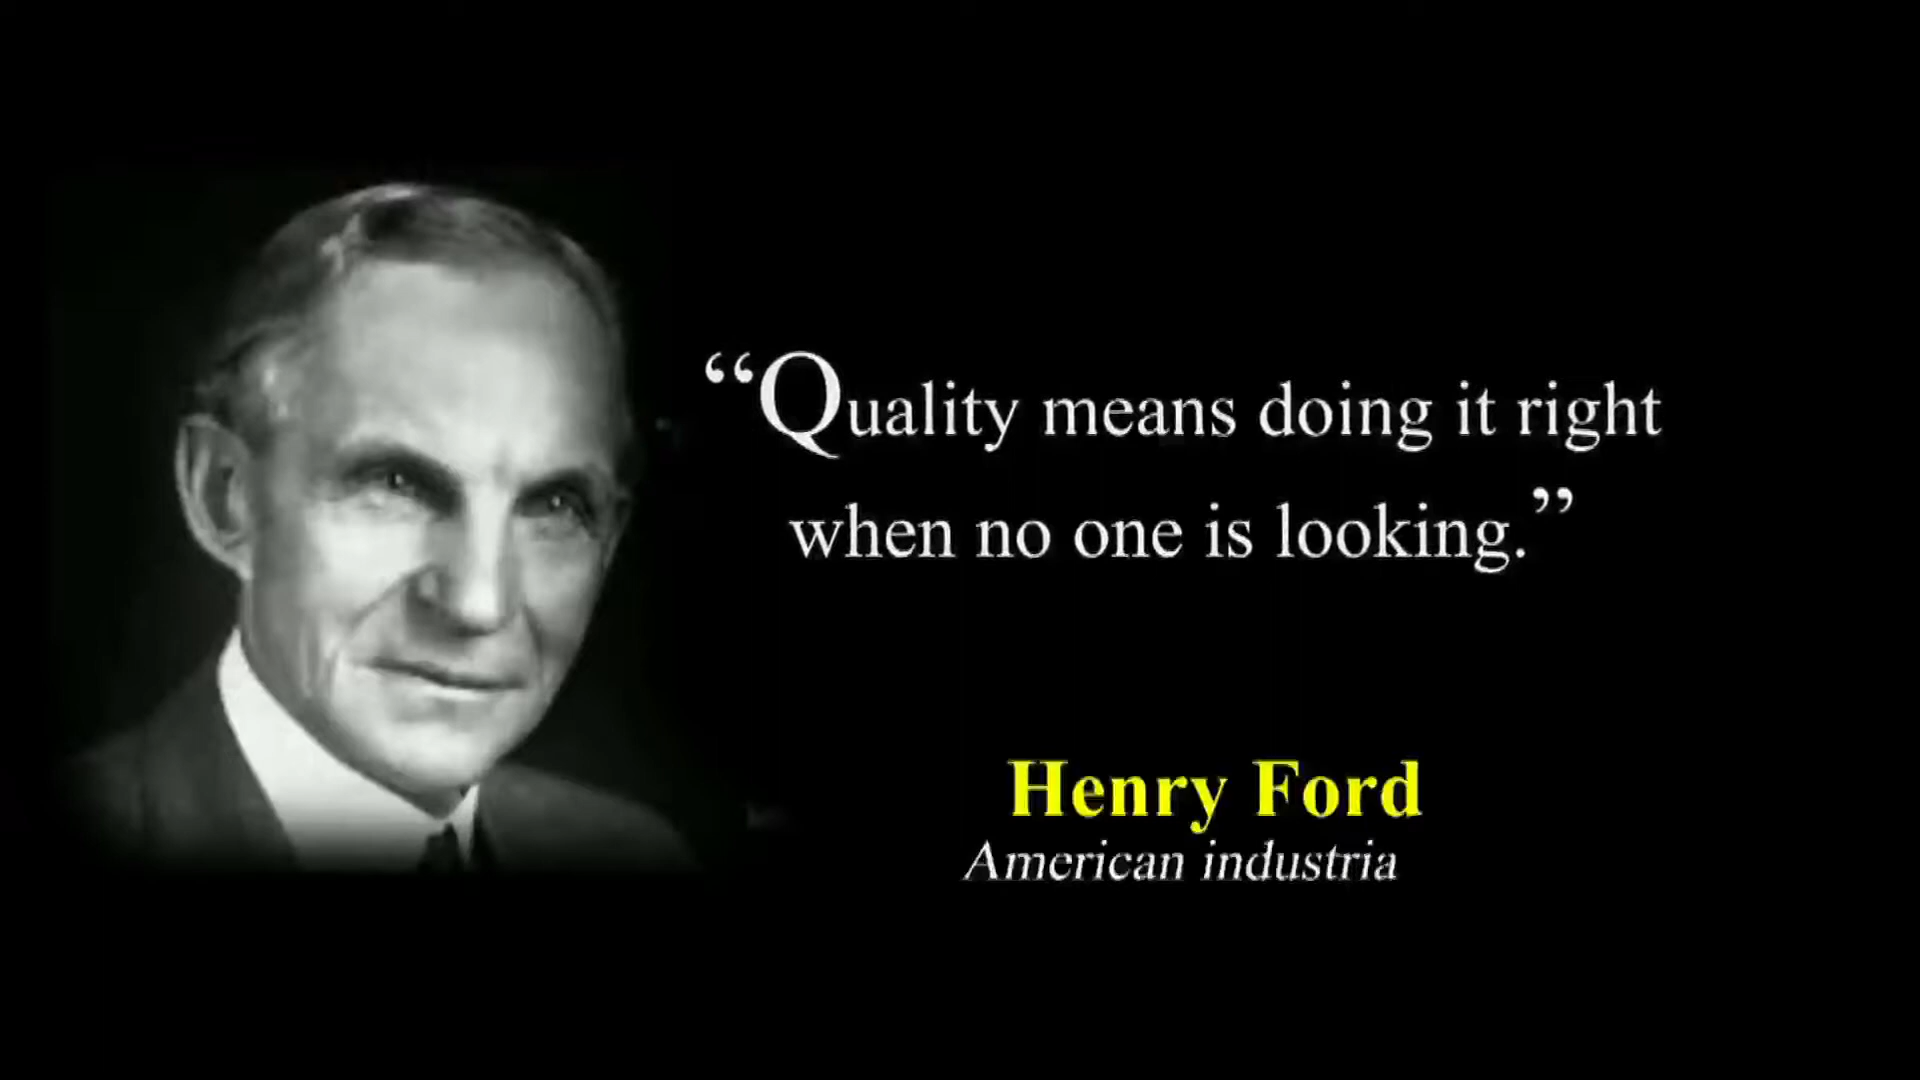 “Quality means doing it right
when no one is looking.”
Henry Ford
American industria